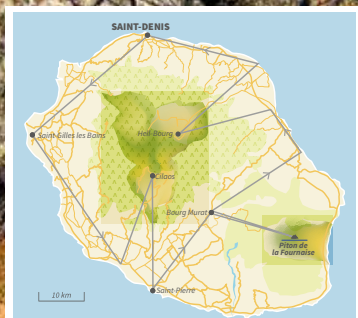 SAINT-DENIS
Saint Gilles les Bains
Hell-Bourg
Cilaos
Bourg Murat
Piton de
la Fournaise
Saint Pierre
10 km